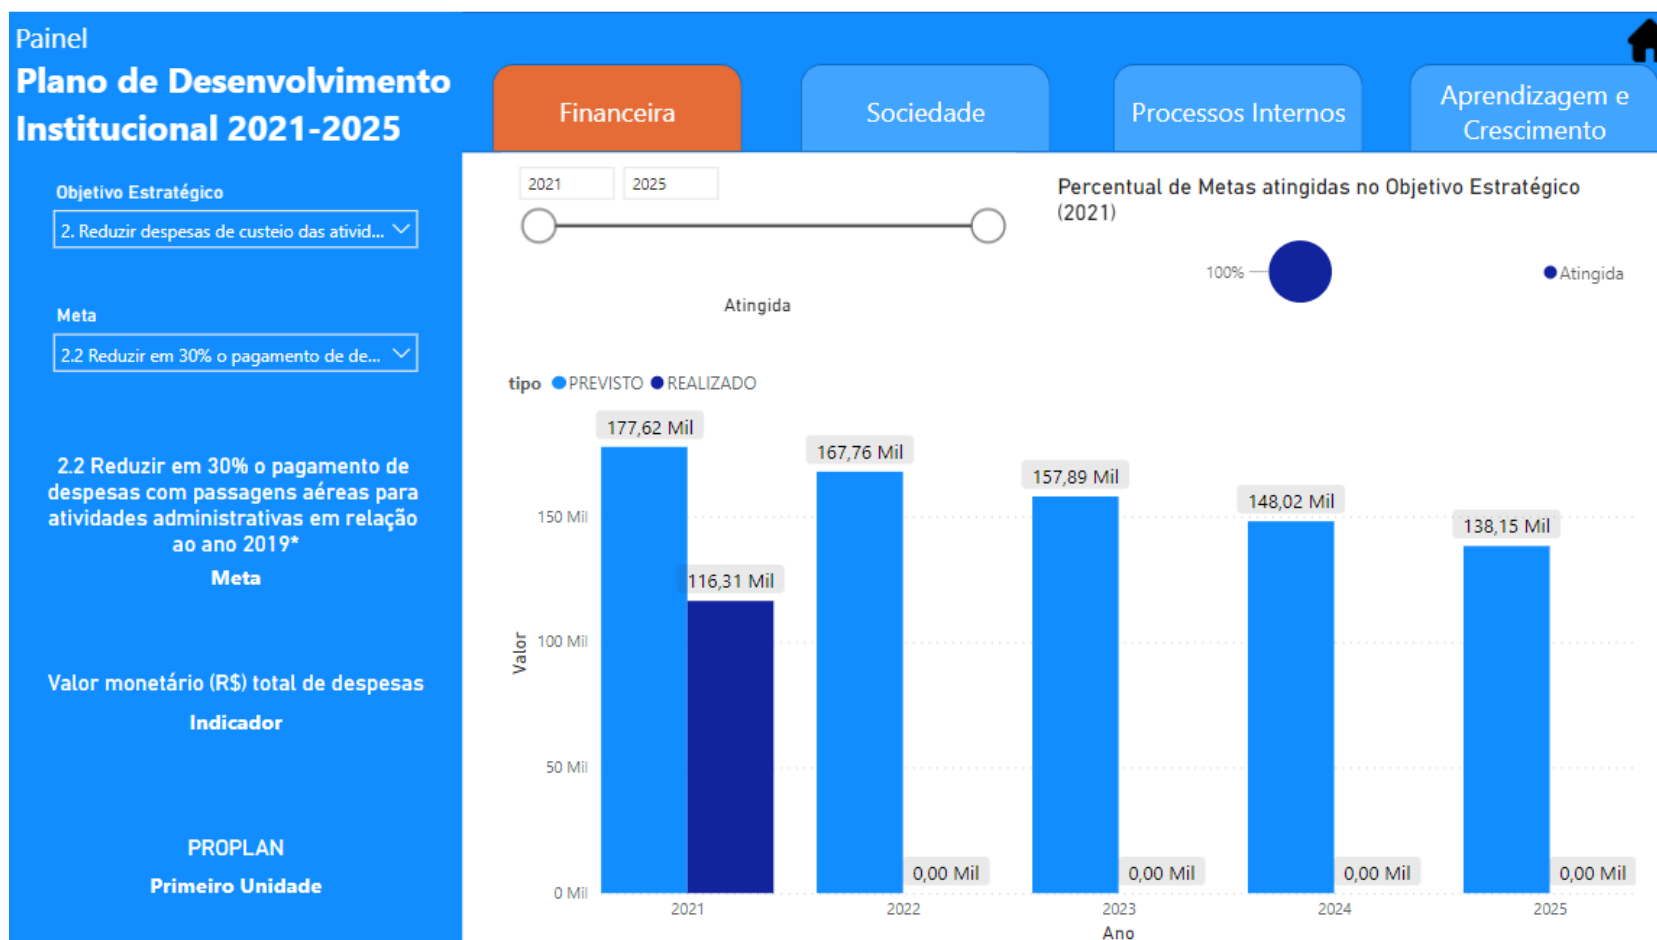 Painel
Plano de Desenvolvimento
Institucional 2021-2025
Financeira
Sociedade
Processos Internos
Aprendizagem e
Crescimento
Objetivo Estratégico
2. Reduzir despesas de custeio das ativid...
Meta
2.2 Reduzir em 30% o pagamento de de...
2.2 Reduzir em 30% o pagamento de
despesas com passagens aéreas para
atividades administrativas em relação
ao ano 2019*
Meta
Valor monetário (R$) total de despesas
Indicador
PROPLAN
Primeiro Unidade
2021
2025
Atingida
Percentual de Metas atingidas no Objetivo Estratégico
(2021)
100%
Atingida
tipo PREVISTO REALIZADO
177,62 Mil
167,76 Mil
157,89 Mil
148,02 Mil
138,15 Mil
116,31 Mil
0,00 Mil
0,00 Mil
0,00 Mil
0,00 Mil
Valor
150 Mil
100 Mil
50 Mil
0 Mil
2021
2022
2023
2024
2025
Ano